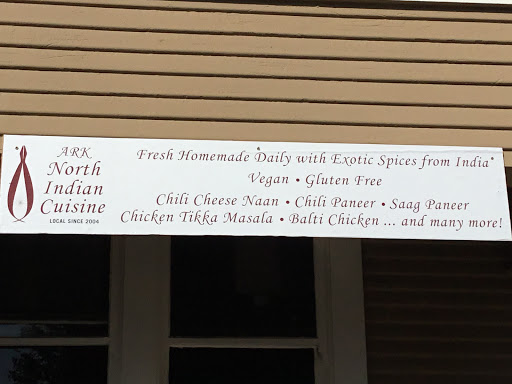 ARK
North
Indian
Cuisine
LOCAL SINCE 2004
Fresh Homemade Daily with Exotic Spices from India
Vegan • Gluten Free
Chili Cheese Naan • Chili Paneer • Saag Paneer
Chicken Tikka Masala • Balti Chicken ... and many more!